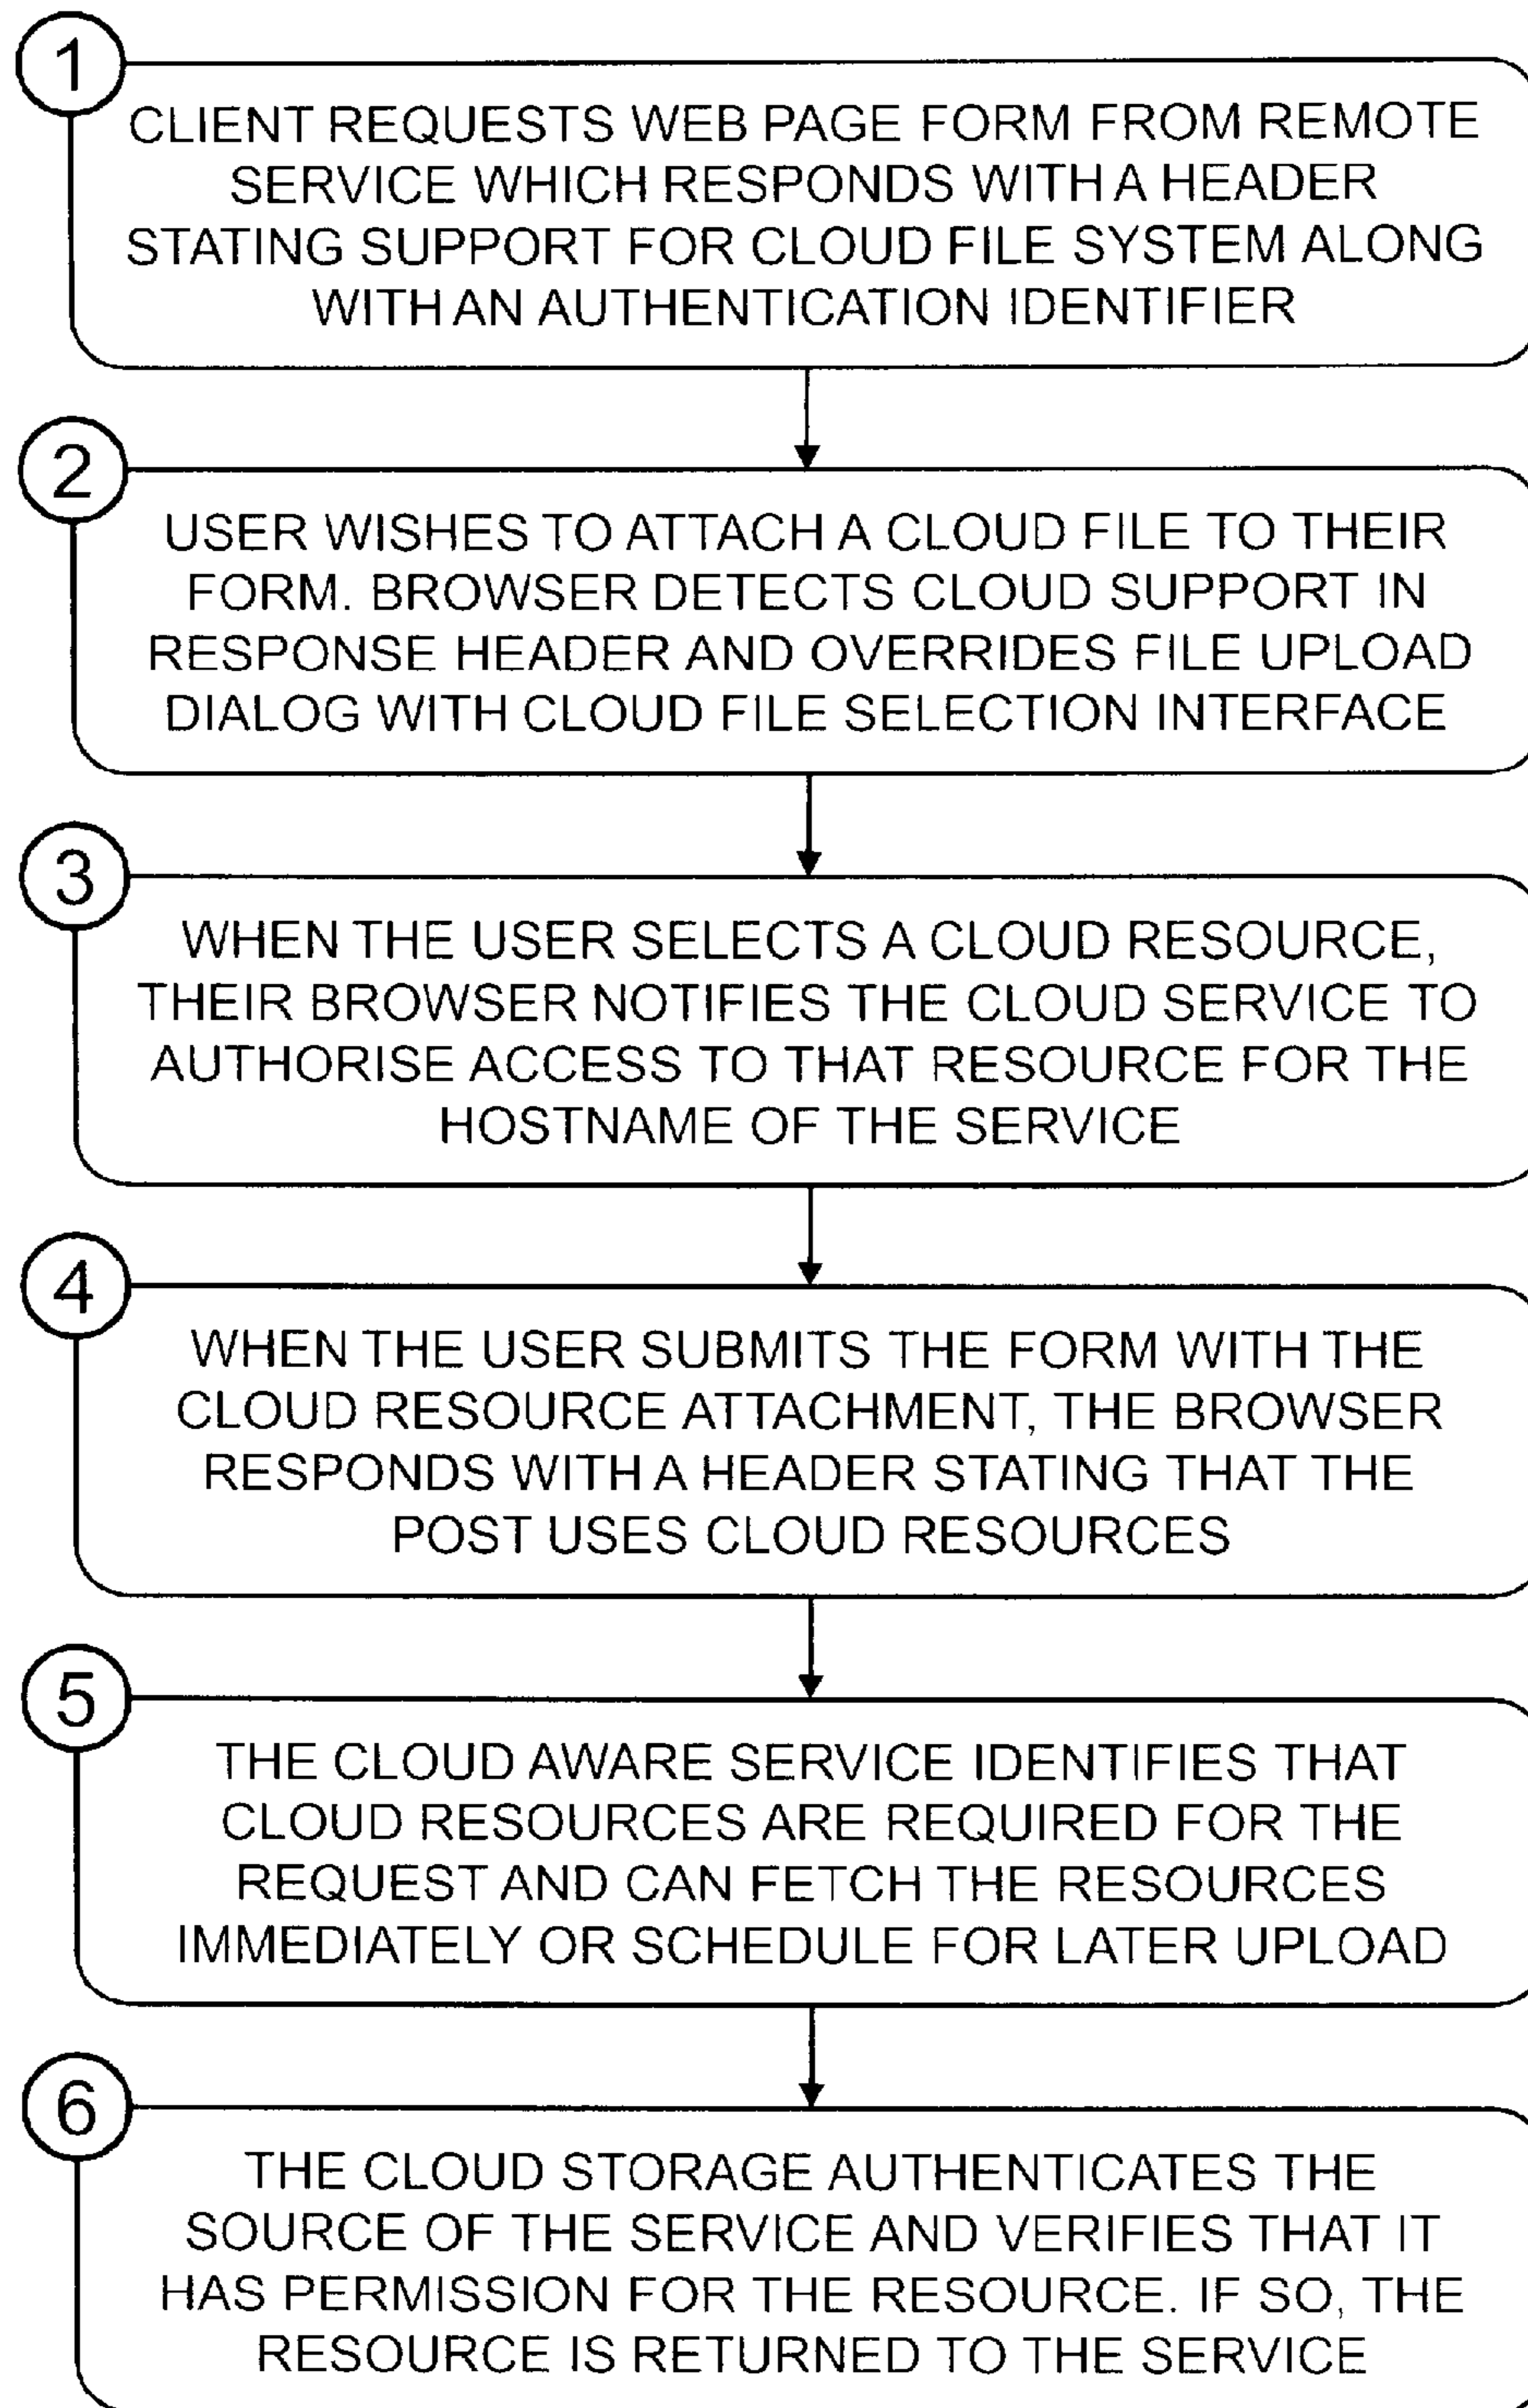 1
CLIENT REQUESTS WEB PAGE FORM FROM REMOTE
SERVICE WHICH RESPONDS WITH A HEADER
STATING SUPPORT FOR CLOUD FILE SYSTEM ALONG
WITH AN AUTHENTICATION IDENTIFIER
2
USER WISHES TO ATTACH A CLOUD FILE TO THEIR
FORM. BROWSER DETECTS CLOUD SUPPORT IN
RESPONSE HEADER AND OVERRIDES FILE UPLOAD
DIALOG WITH CLOUD FILE SELECTION INTERFACE
3
WHEN THE USER SELECTS A CLOUD RESOURCE,
THEIR BROWSER NOTIFIES THE CLOUD SERVICE TO
AUTHORISE ACCESS TO THAT RESOURCE FOR THE
HOSTNAME OF THE SERVICE
4
WHEN THE USER SUBMITS THE FORM WITH THE
CLOUD RESOURCE ATTACHMENT, THE BROWSER
RESPONDS WITH A HEADER STATING THAT THE
POST USES CLOUD RESOURCES
5
THE CLOUD AWARE SERVICE IDENTIFIES THAT
CLOUD RESOURCES ARE REQUIRED FOR THE
REQUEST AND CAN FETCH THE RESOURCES
IMMEDIATELY OR SCHEDULE FOR LATER UPLOAD
6
THE CLOUD STORAGE AUTHENTICATES THE
SOURCE OF THE SERVICE AND VERIFIES THAT IT
HAS PERMISSION FOR THE RESOURCE. IF SO, THE
RESOURCE IS RETURNED TO THE SERVICE